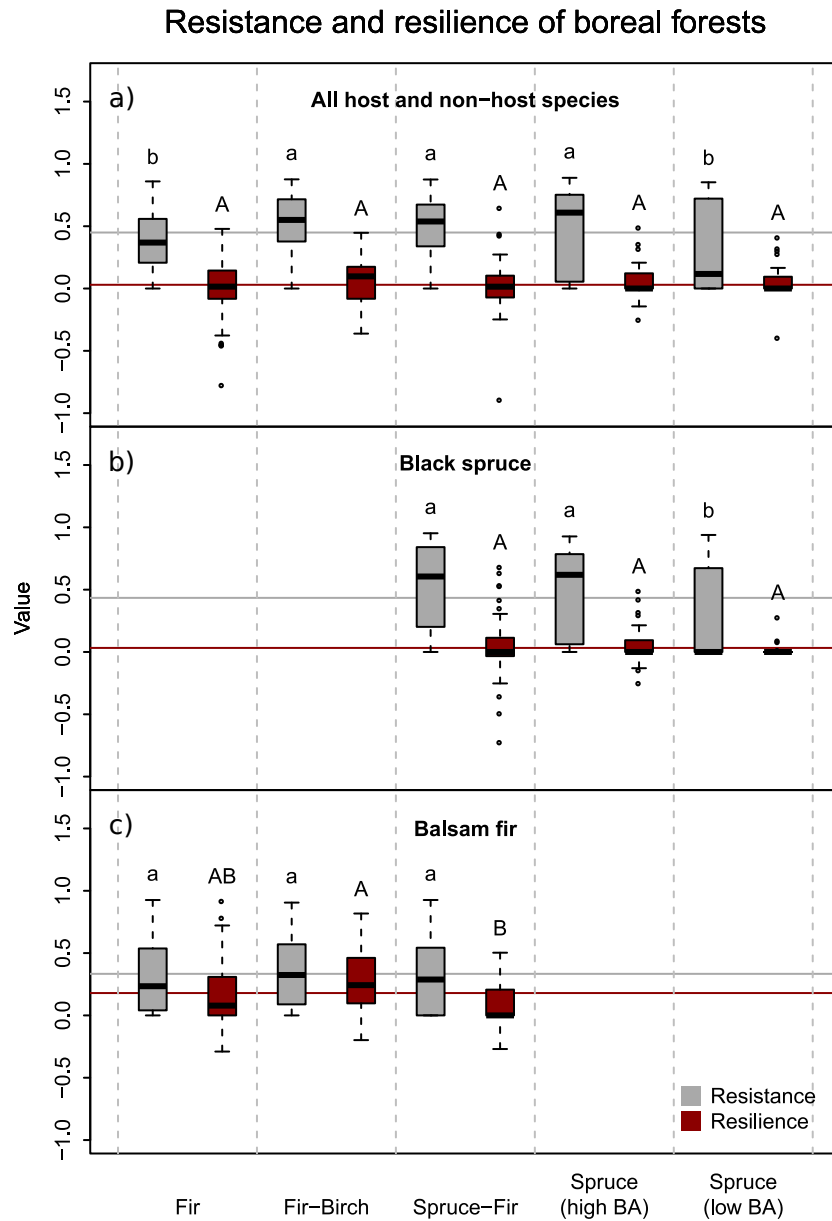 Resistance and resilience of boreal forests
a)
All host and non−host species
b a a a b
A A A A A
1.5
1.0
0.5
0.0
−0.5
−1.0
b)
Black spruce
a a b
A A A
1.5
1.0
0.5
0.0
−0.5
−1.0
Value
c)
Balsam fir
a AB a A a B
1.5
1.0
0.5
0.0
−0.5
−1.0
Resistance
Resilience
Fir Fir−Birch Spruce−Fir Spruce Spruce
(high BA) (low BA)